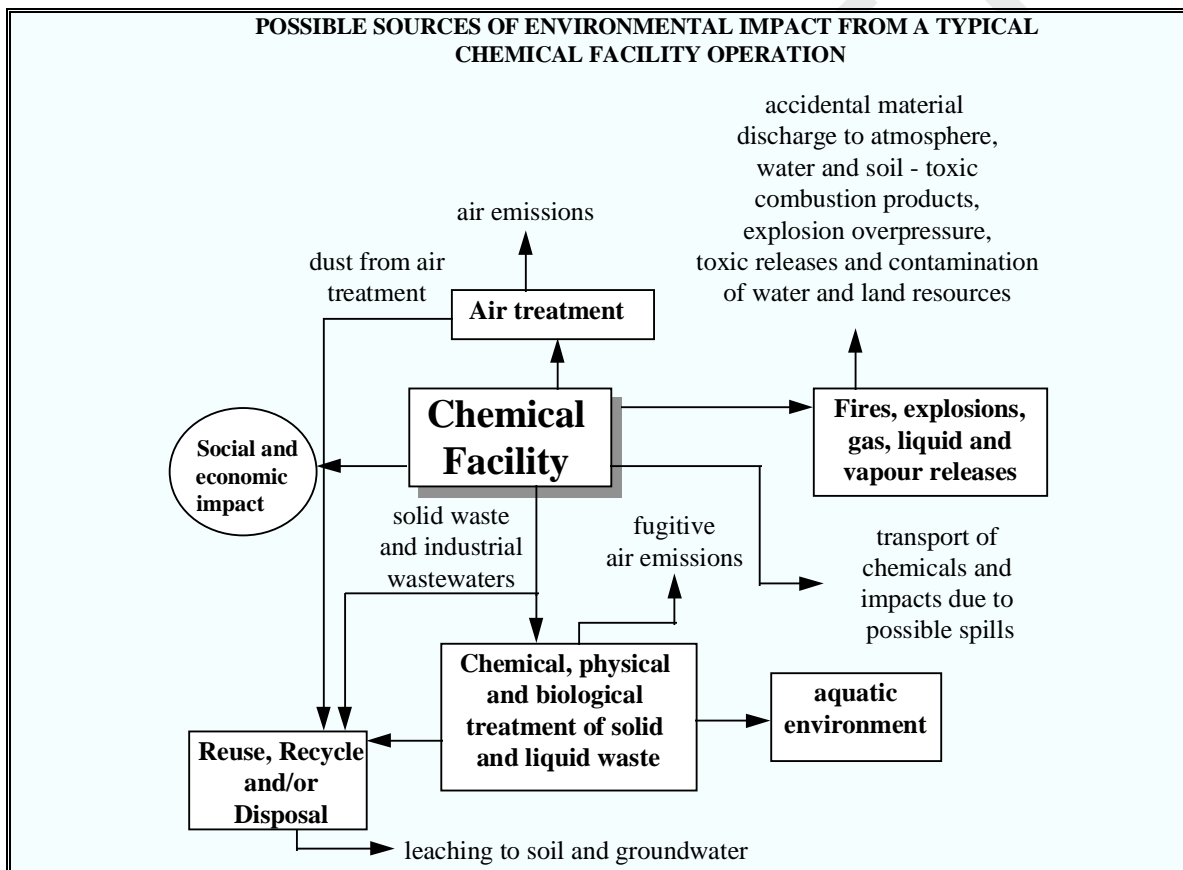 POSSIBLE SOURCES OF ENVIRONMENTAL IMPACT FROM A TYPICAL
CHEMICAL FACILITY OPERATION
accidental material
discharge to atmosphere,
water and soil - toxic
combustion products,
explosion overpressure,
toxic releases and contamination
of water and land resources
air emissions
dust from air
treatment
Air treatment
Chemical
Facility
Fires, explosions,
gas, liquid and
vapour releases
Social and
economic
impact
solid waste
and industrial
wastewaters
fugitive
air emissions
transport of
chemicals and
impacts due to
possible spills
Chemical, physical
and biological
treatment of solid
and liquid waste
aquatic
environment
Reuse, Recycle
and/or
Disposal
leaching to soil and groundwater